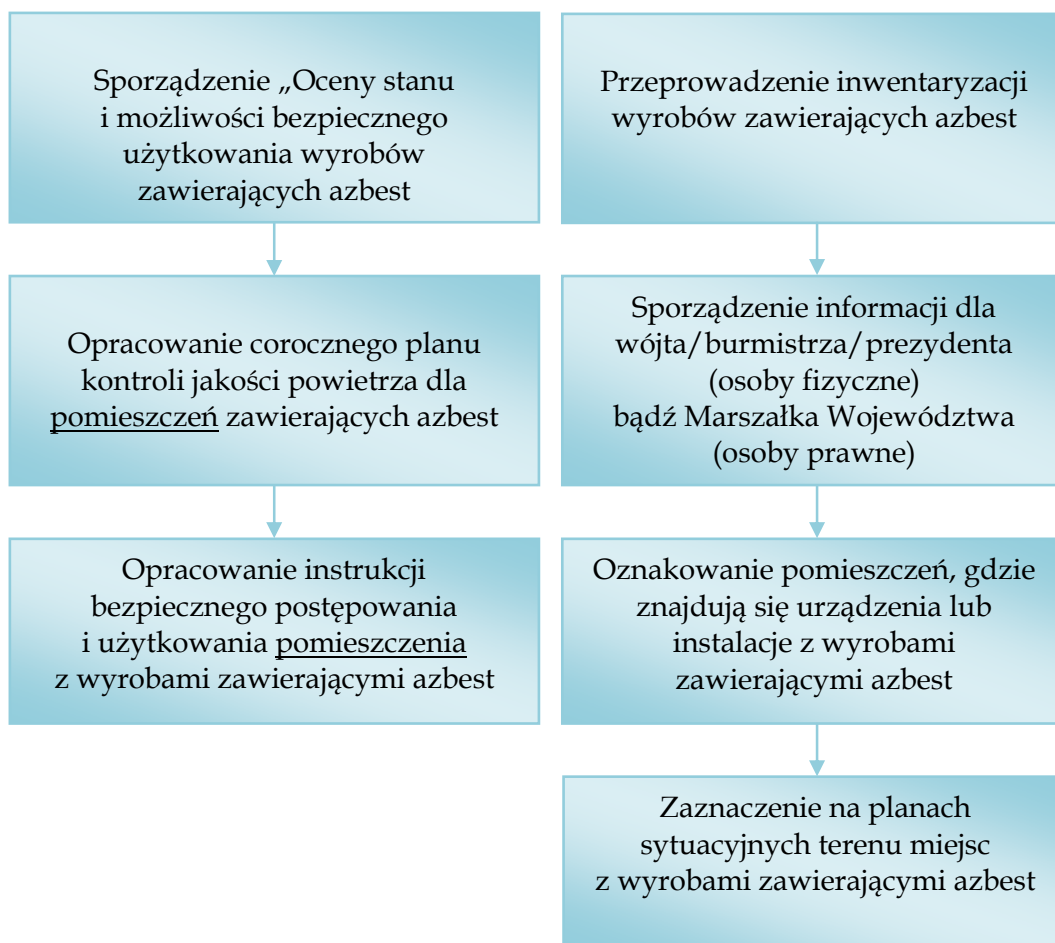 Sporządzenie „Oceny stanu
i możliwości bezpiecznego
użytkowania wyrobów
zawierających azbest
Opracowanie corocznego planu
kontroli jakości powietrza dla
pomieszczeń zawierających azbest
Opracowanie instrukcji
bezpiecznego postępowania
i użytkowania pomieszczenia
z wyrobami zawierającymi azbest
Przeprowadzenie inwentaryzacji
wyrobów zawierających azbest
Sporządzenie informacji dla
wójta/burmistrza/prezydenta
(osoby fizyczne)
bądź Marszałka Województwa
(osoby prawne)
Oznakowanie pomieszczeń, gdzie
znajdują się urządzenia lub
instalacje z wyrobami
zawierającymi azbest
Zaznaczenie na planach
sytuacyjnych terenu miejsc
z wyrobami zawierającymi azbest